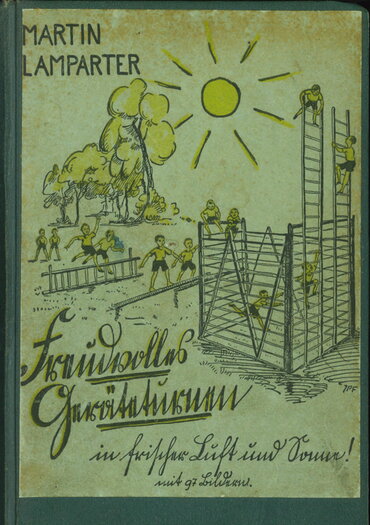 MARTIN
LAMPARTER
Freudvolles
Geräteturnen
in frischer Luft und Sonne!
mit 97 Bildern.